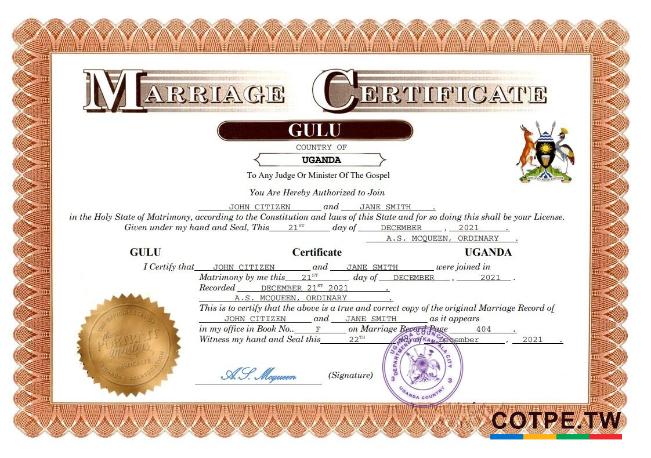 MARRIAGE CERTIFICATE
GULU
COUNTRY OF
UGANDA
To Any Judge Or Minister Of The Gospel
You Are Hereby Authorized to Join
JOHN CITIZEN and JANE SMITH .
in the Holy State of Matrimony, according to the Constitution and laws of this State and for so doing this shall be your License.
Given under my hand and Seal, This 21ST day of DECEMBER , 2021 .
A.S. MCQUEEN, ORDINARY .
GULU Certificate UGANDA
I Certify that JOHN CITIZEN and JANE SMITH were joined in
Matrimony by me this 21ST day of DECEMBER , 2021 .
Recorded DECEMBER 21ST 2021 .
A.S. MCQUEEN, ORDINARY .
This is to certify that the above is a true and correct copy of the original Marriage Record of
JOHN CITIZEN and JANE SMITH as it appears
in my office in Book No.. F on Marriage Record Page 404 .
Witness my hand and Seal this 22TH day of December , 2021 .
A.S. Mcqueen (Signature)
UGANDA COUNTRY
COTPE.TW